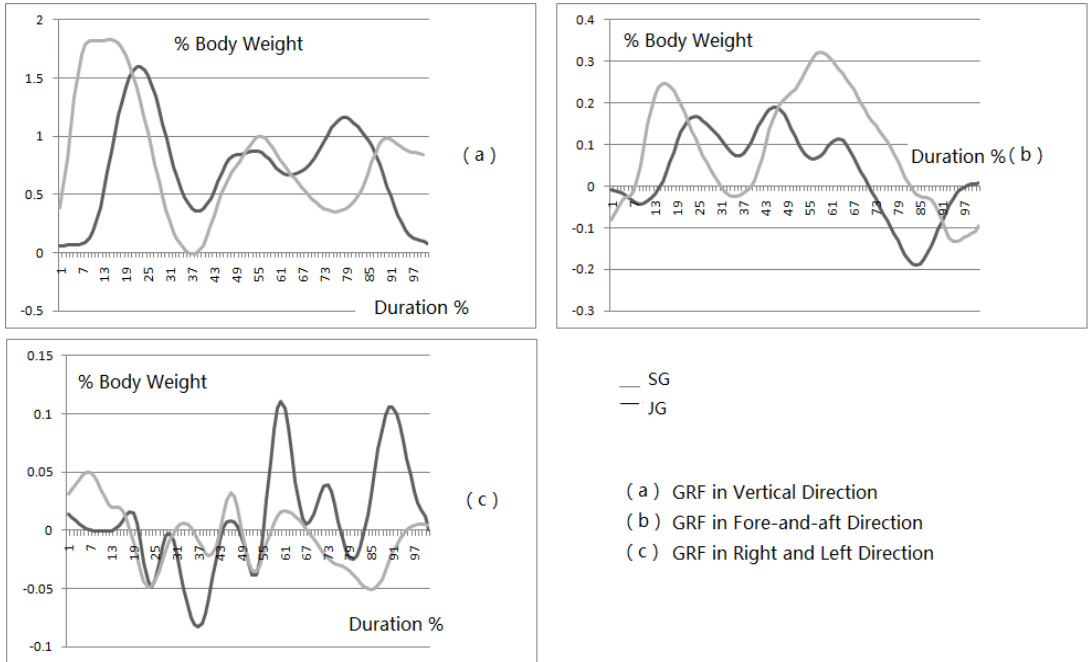 2
% Body Weight
1.5
1
( a )
0.5
0
1 7 13 19 25 31 37 43 49 55 61 67 73 79 85 91 97
Duration %
-0.5
0.4
% Body Weight
0.3
0.2
0.1
Duration % ( b )
0
1 7 13 19 25 31 37 43 49 55 61 67 73 79 85 91 97
-0.1
-0.2
-0.3
0.15
% Body Weight
0.1
0.05
( c )
0
1 7 13 19 25 31 37 43 49 55 61 67 73 79 85 91 97
-0.05
Duration %
-0.1
SG
JG
( a ) GRF in Vertical Direction
( b ) GRF in Fore-and-aft Direction
( c ) GRF in Right and Left Direction